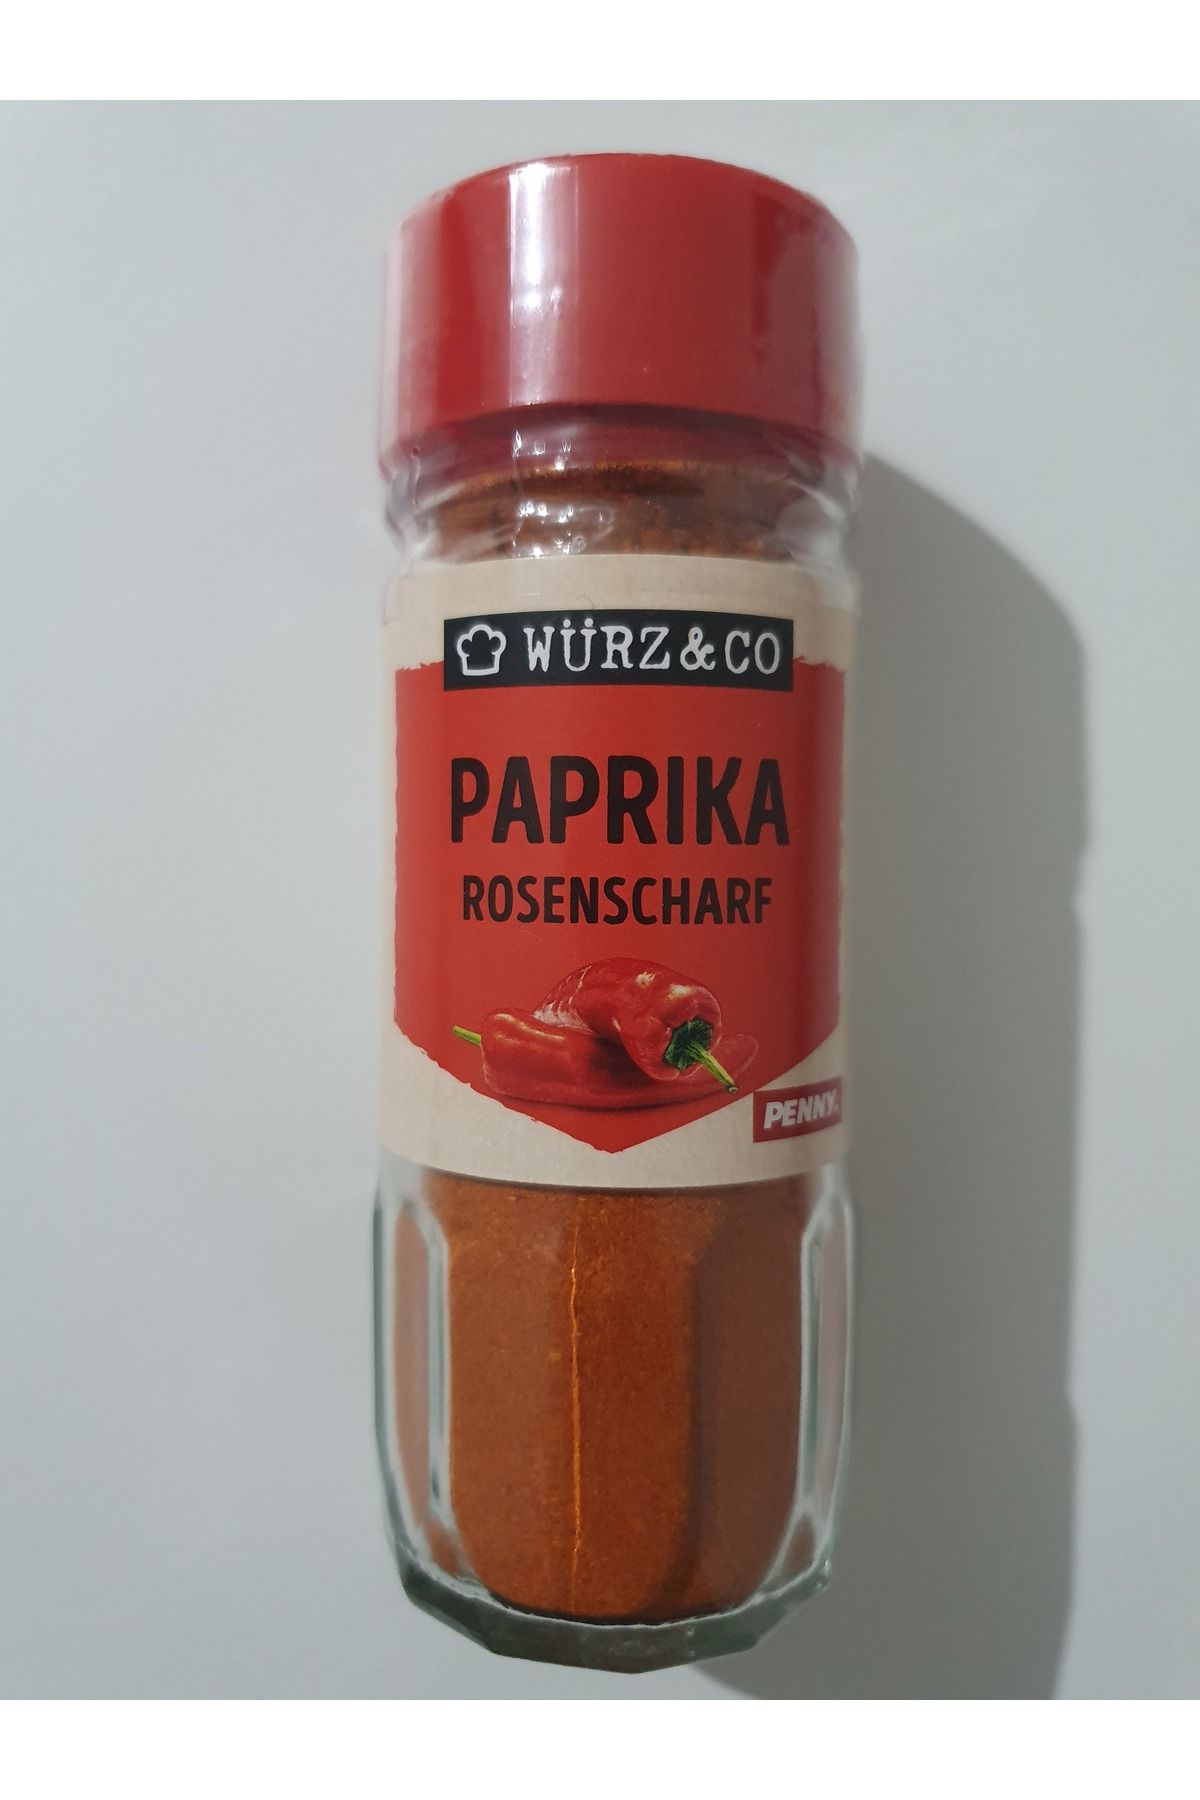 WÜRZ&CO
PAPRIKA
ROSENSCHARF
PENNY.